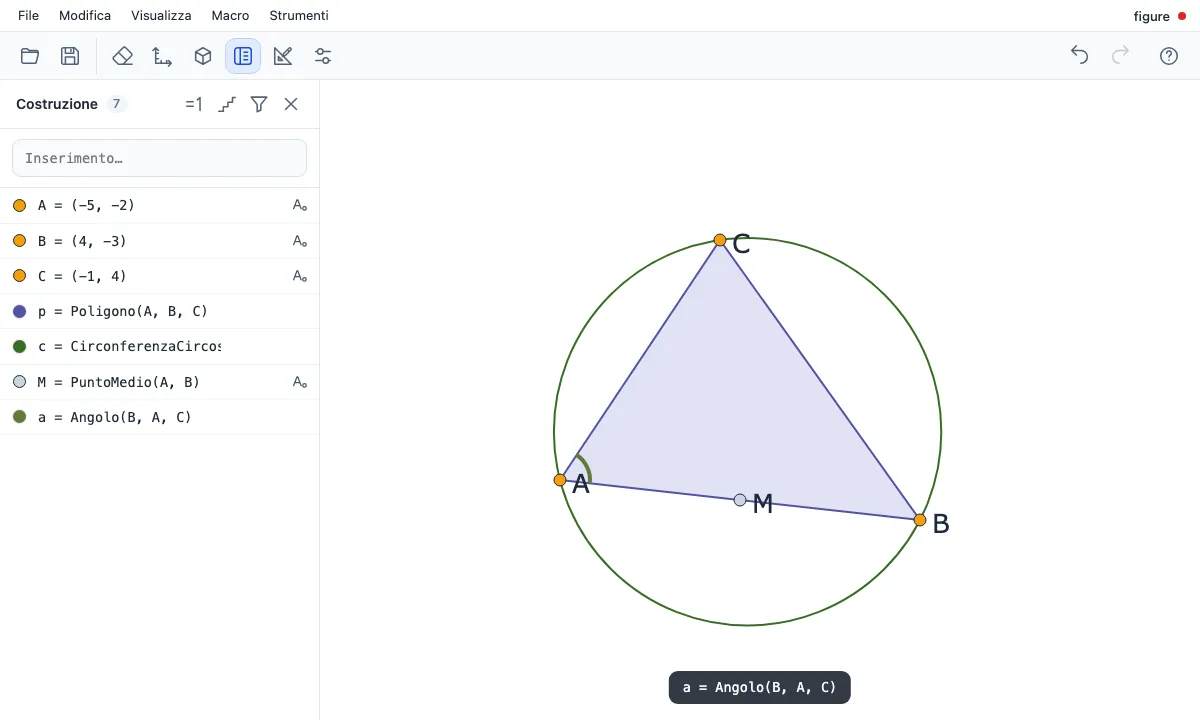 File Modifica Visualizza Macro Strumenti figure
Costruzione 7 =1
Inserimento…
A = (−5, −2)
B = (4, −3)
C = (−1, 4)
p = Poligono(A, B, C)
c = CirconferenzaCircos
M = PuntoMedio(A, B)
a = Angolo(B, A, C)
C
A
M
B
a = Angolo(B, A, C)